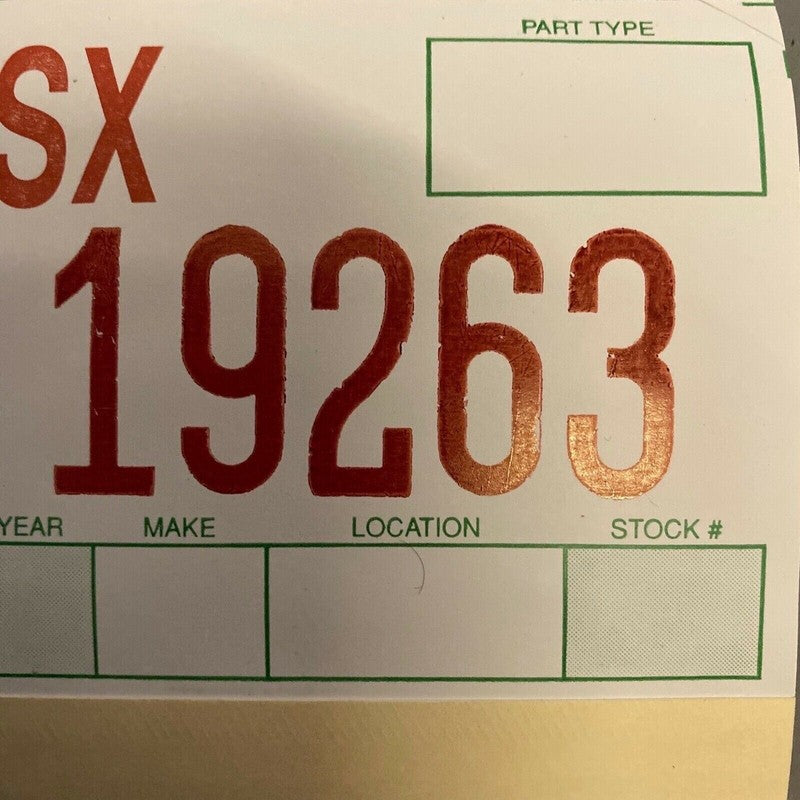 PART TYPE
SX
19263
YEAR MAKE LOCATION STOCK #